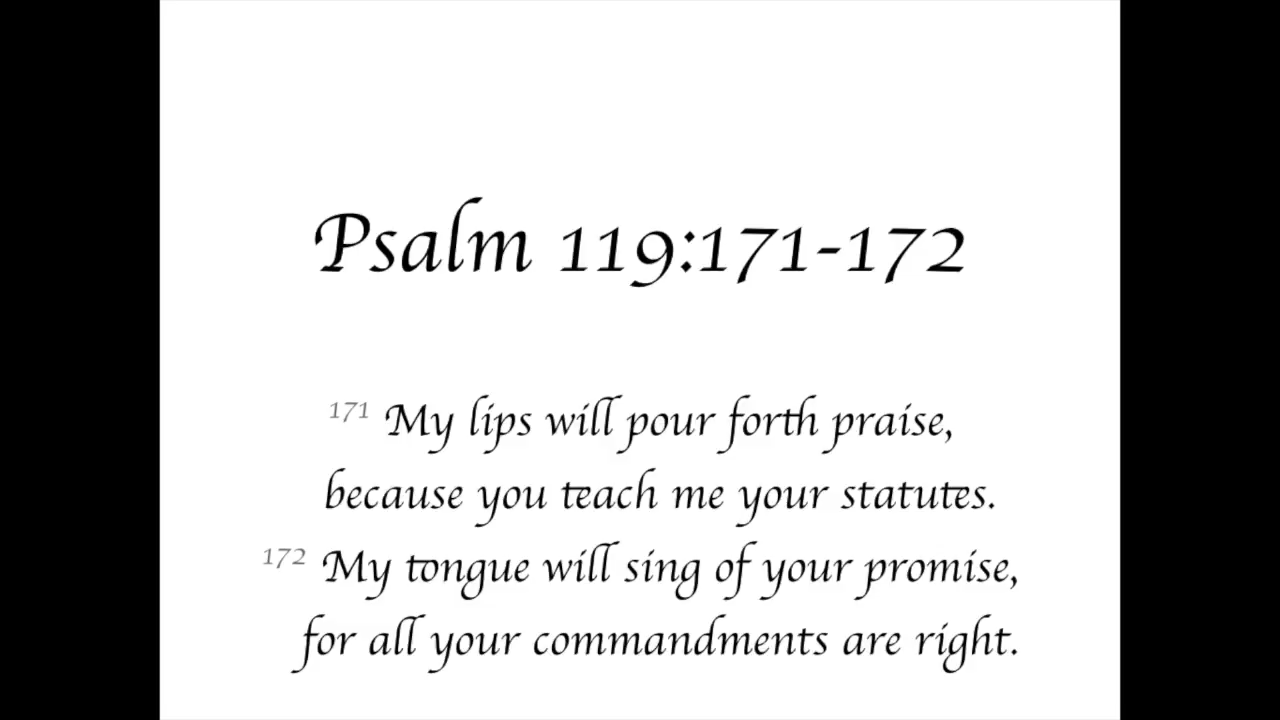 Psalm 119:171-172
171 My lips will pour forth praise,
because you teach me your statutes.
172 My tongue will sing of your promise,
for all your commandments are right.